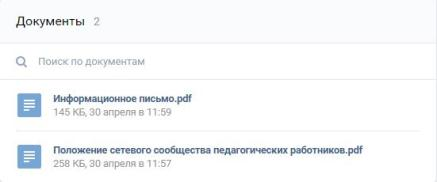 Документы 2
Поиск по документам
Информационное письмо.pdf
145 КБ, 30 апреля в 11:59
Положение сетевого сообщества педагогических работников.pdf
258 КБ, 30 апреля в 11:57